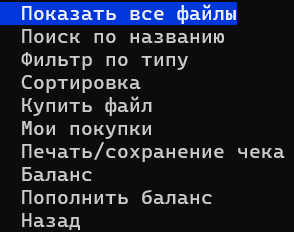 Показать все файлы
Поиск по названию
Фильтр по типу
Сортировка
Купить файл
Мои покупки
Печать/сохранение чека
Баланс
Пополнить баланс
Назад